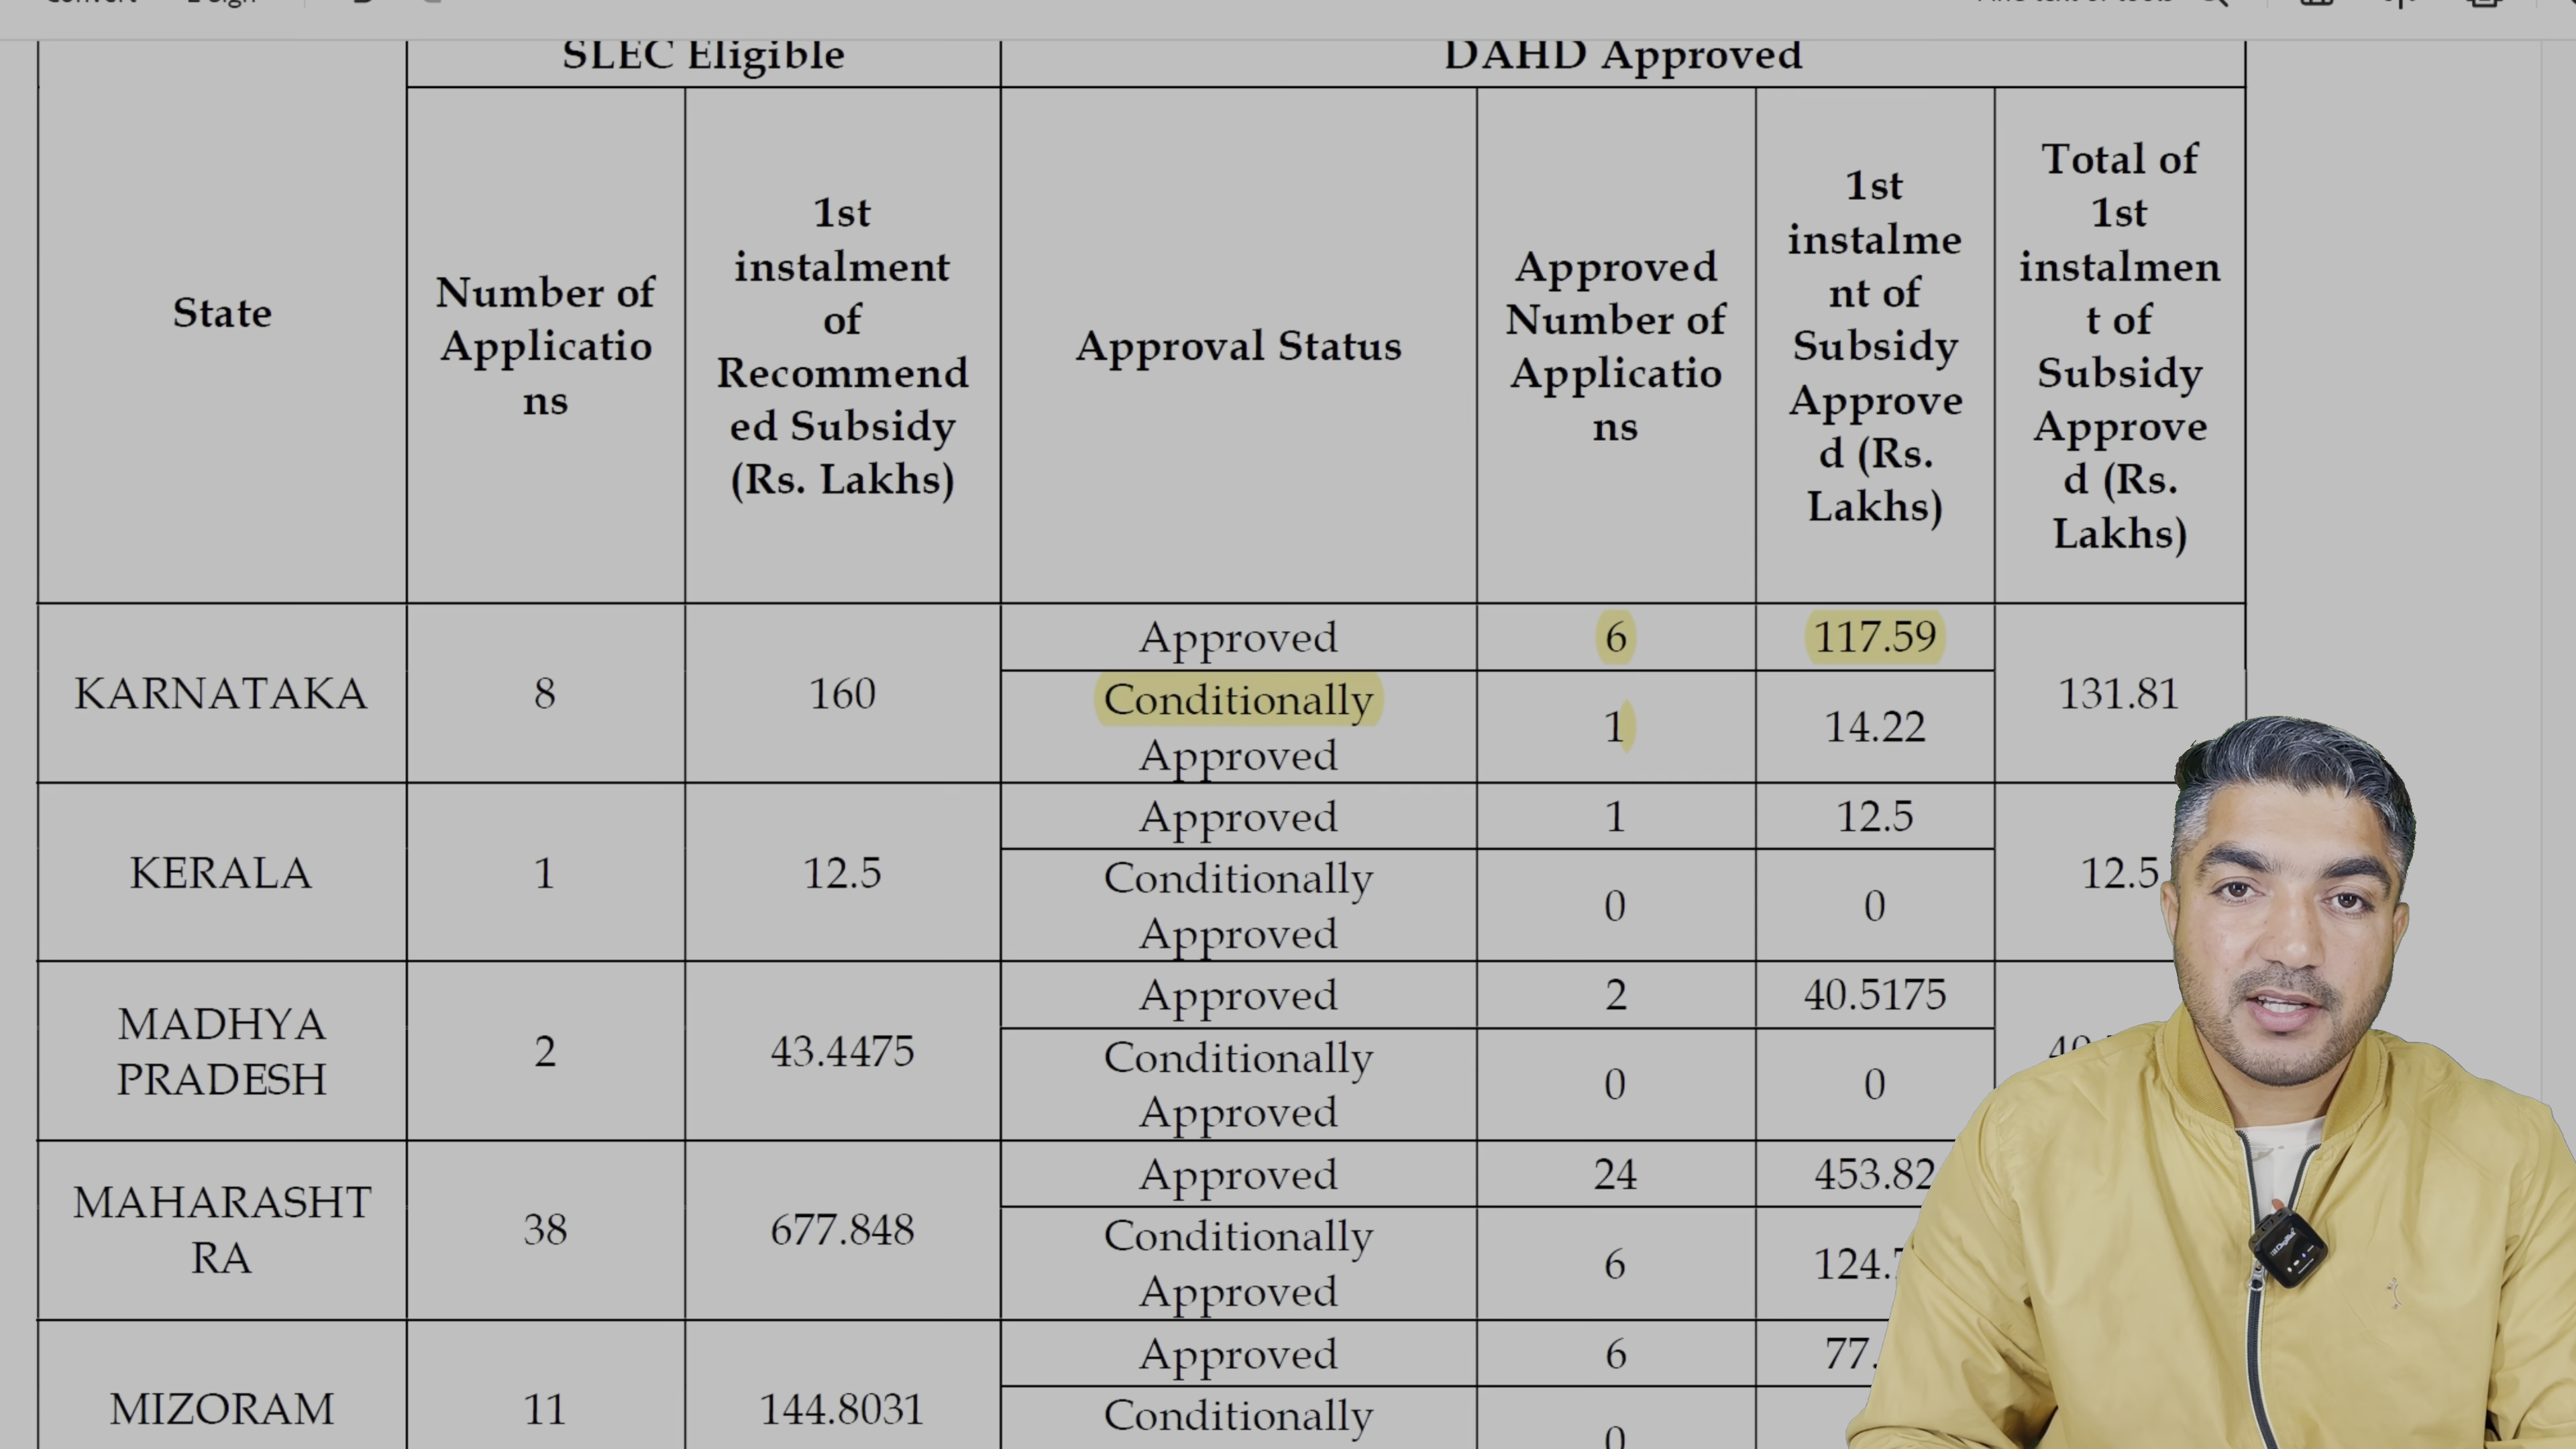 SLEC Eligible
DAHD Approved
State
Number of
Applicatio
ns
1st
instalment
of
Recommend
ed Subsidy
(Rs. Lakhs)
Approval Status
Approved
Number of
Applicatio
ns
1st
instalme
nt of
Subsidy
Approve
d (Rs.
Lakhs)
Total of
1st
instalmen
t of
Subsidy
Approve
d (Rs.
Lakhs)
KARNATAKA
8
160
Approved
6
117.59
Conditionally
Approved
1
14.22
131.81
KERALA
1
12.5
Approved
1
12.5
Conditionally
Approved
0
0
12.5
MADHYA
PRADESH
2
43.4475
Approved
2
40.5175
Conditionally
Approved
0
0
MAHARASHT
RA
38
677.848
Approved
24
453.82
Conditionally
Approved
6
124.
MIZORAM
11
144.8031
Approved
6
77.
Conditionally
0